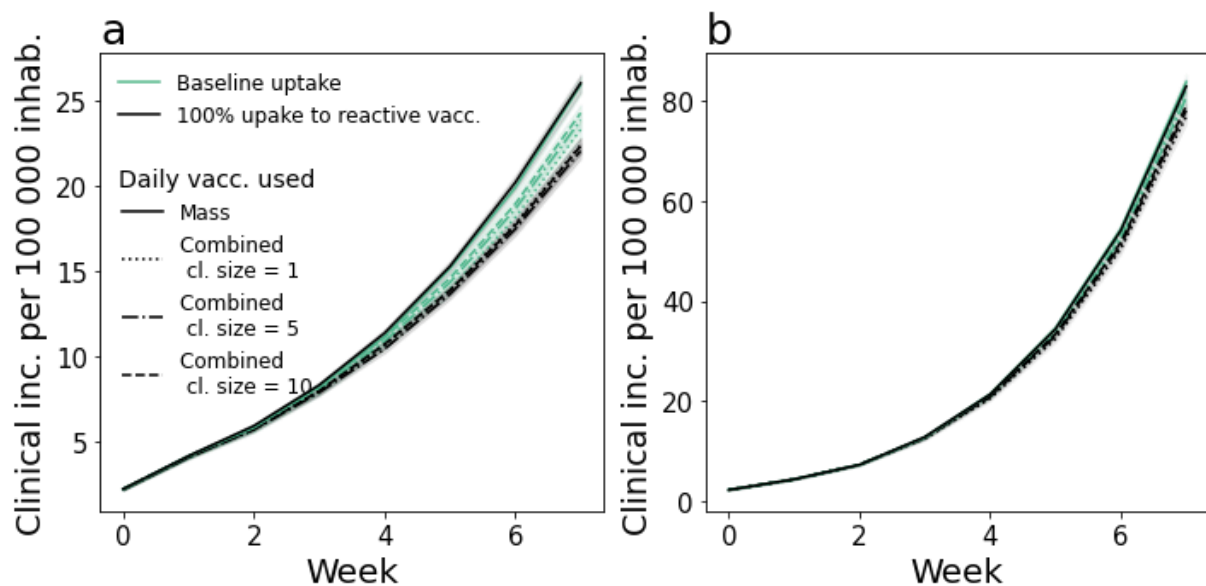 a
Clinical inc. per 100 000 inhab.
25
20
15
10
5
Baseline uptake
100% upake to reactive vacc.
Daily vacc. used
Mass
Combined
cl. size = 1
Combined
cl. size = 5
Combined
cl. size = 10
0 2 4 6
Week
b
Clinical inc. per 100 000 inhab.
80
60
40
20
0
0 2 4 6
Week